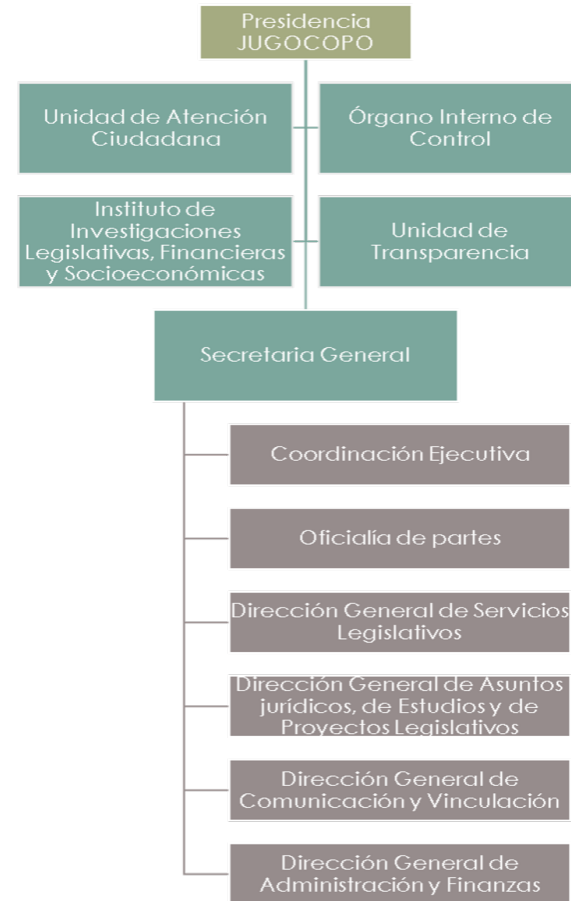 Presidencia
JUGOCOPO
Unidad de Atención
Ciudadana
Órgano Interno de
Control
Instituto de
Investigaciones
Legislativas, Financieras
y Socioeconómicas
Unidad de
Transparencia
Secretaria General
Coordinación Ejecutiva
Oficialía de partes
Dirección General de Servicios
Legislativos
Dirección General de Asuntos
jurídicos, de Estudios y de
Proyectos Legislativos
Dirección General de
Comunicación y Vinculación
Dirección General de
Administración y Finanzas